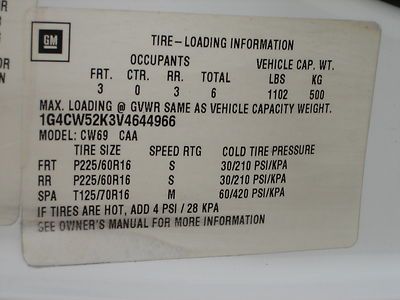 GM
TIRE-LOADING INFORMATION
OCCUPANTS VEHICLE CAP. WT.
FRT. CTR. RR. TOTAL LBS KG
3 0 3 6 1102 500
MAX. LOADING @ GVWR SAME AS VEHICLE CAPACITY WEIGHT.
1G4CW52K3V4644966
MODEL: CW69 CAA
TIRE SIZE SPEED RTG COLD TIRE PRESSURE
FRT P225/60R16 S 30/210 PSI/KPA
RR P225/60R16 S 30/210 PSI/KPA
SPA T125/70R16 M 60/420 PSI/KPA
IF TIRES ARE HOT, ADD 4 PSI / 28 KPA
SEE OWNER'S MANUAL FOR MORE INFORMATION